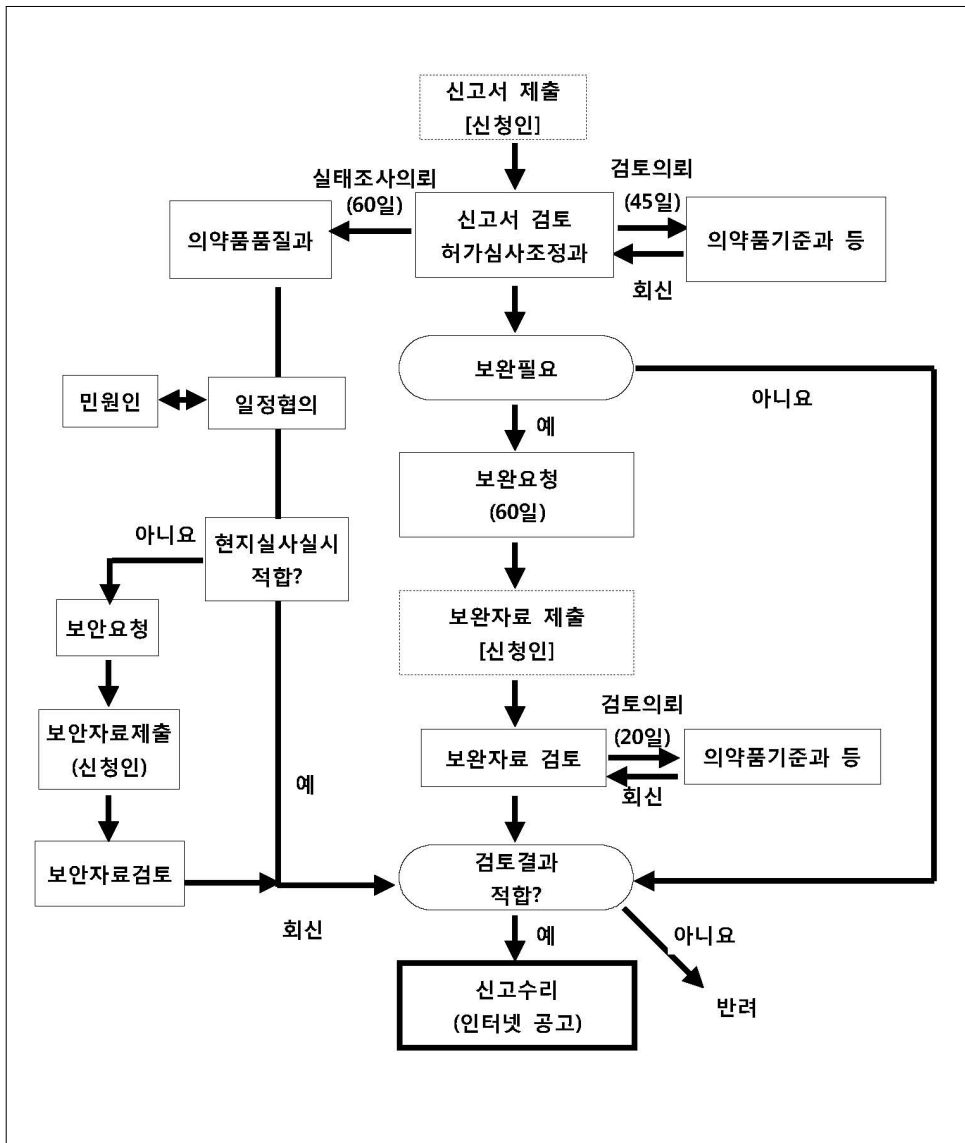 신고서 제출
[신청인]
실태조사의뢰
(60일)
검토의뢰
(45일)
의약품품질과
신고서 검토
허가심사조정과
의약품기준과 등
회신
보완필요
민원인
일정협의
아니요
예
보완요청
(60일)
아니요
현지실사실시
적합?
보안요청
보완자료 제출
[신청인]
보안자료제출
(신청인)
검토의뢰
(20일)
보완자료 검토
의약품기준과 등
예
회신
보안자료검토
검토결과
적합?
회신
예
아니요
신고수리
(인터넷 공고)
반려